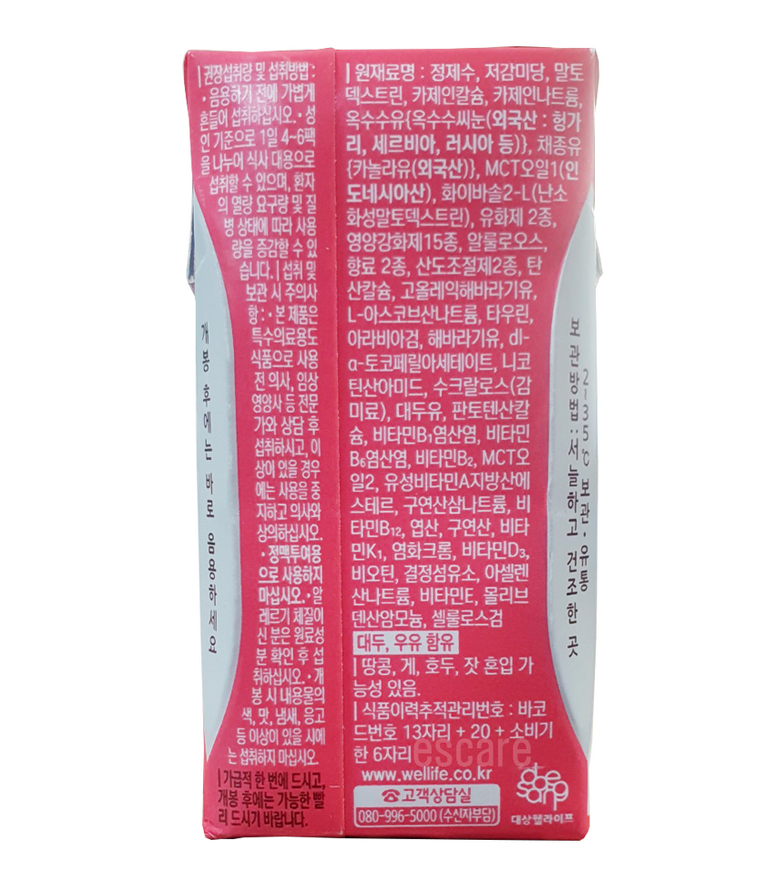 | 권장섭취량 및 섭취방법 :
• 음용하기 전에 가볍게
흔들어 섭취하십시오. • 성
인 기준으로 1일 4~6팩
을 나누어 식사 대용으로
섭취할 수 있으며, 환자
의 열량 요구량 및 질
병 상태에 따라 사용
량을 증감할 수 있
습니다. | 섭취 및
보관 시 주의사
항 : • 본 제품은
특수의료용도
식품으로 사용
전 의사, 임상
영양사 등 전문
가와 상담 후
섭취하시고, 이
상이 있을 경우
에는 사용을 중
지하고 의사와
상의하십시오.
• 정맥투여용
으로 사용하지
마십시오. • 알
레르기 체질이
신 분은 원료성
분 확인 후 섭
취하십시오. • 개
봉 시 내용물의
색, 맛, 냄새, 응고
등 이상이 있을 시에
는 섭취하지 마십시오.
| 가급적 한 번에 드시고,
개봉 후에는 가능한 빨
리 드시기 바랍니다.
개봉 후에는 바로 음용하세요
| 원재료명 : 정제수, 저감미당, 말토
덱스트린, 카제인칼슘, 카제인나트륨,
옥수수유{옥수수씨눈(외국산 : 헝가
리, 세르비아, 러시아 등)}, 채종유
{카놀라유(외국산)}, MCT오일1(인
도네시아산), 화이바솔2-L(난소
화성말토덱스트린), 유화제 2종,
영양강화제15종, 알룰로오스,
향료 2종, 산도조절제2종, 탄
산칼슘, 고올레익해바라기유,
L-아스코브산나트륨, 타우린,
아라비아검, 해바라기유, dl-
α-토코페릴아세테이트, 니코
틴산아미드, 수크랄로스(감
미료), 대두유, 판토텐산칼
슘, 비타민B₁염산염, 비타민
B₆염산염, 비타민B₂, MCT오
일2, 유성비타민A지방산에
스테르, 구연산삼나트륨, 비
타민B₁₂, 엽산, 구연산, 비타
민K₁, 염화크롬, 비타민D₃,
비오틴, 결정섬유소, 아셀렌
산나트륨, 비타민E, 몰리브
덴산암모늄, 셀룰로스검
대두, 우유 함유
| 땅콩, 게, 호두, 잣 혼입 가
능성 있음.
| 식품이력추적관리번호 : 바코
드번호 13자리 + 20 + 소비기
한 6자리
escare
www.wellife.co.kr
☎고객상담실
080-996-5000 (수신자부담)
대상웰라이프
보관방법 : 서늘하고 건조한 곳
2~35℃ 보관·유통